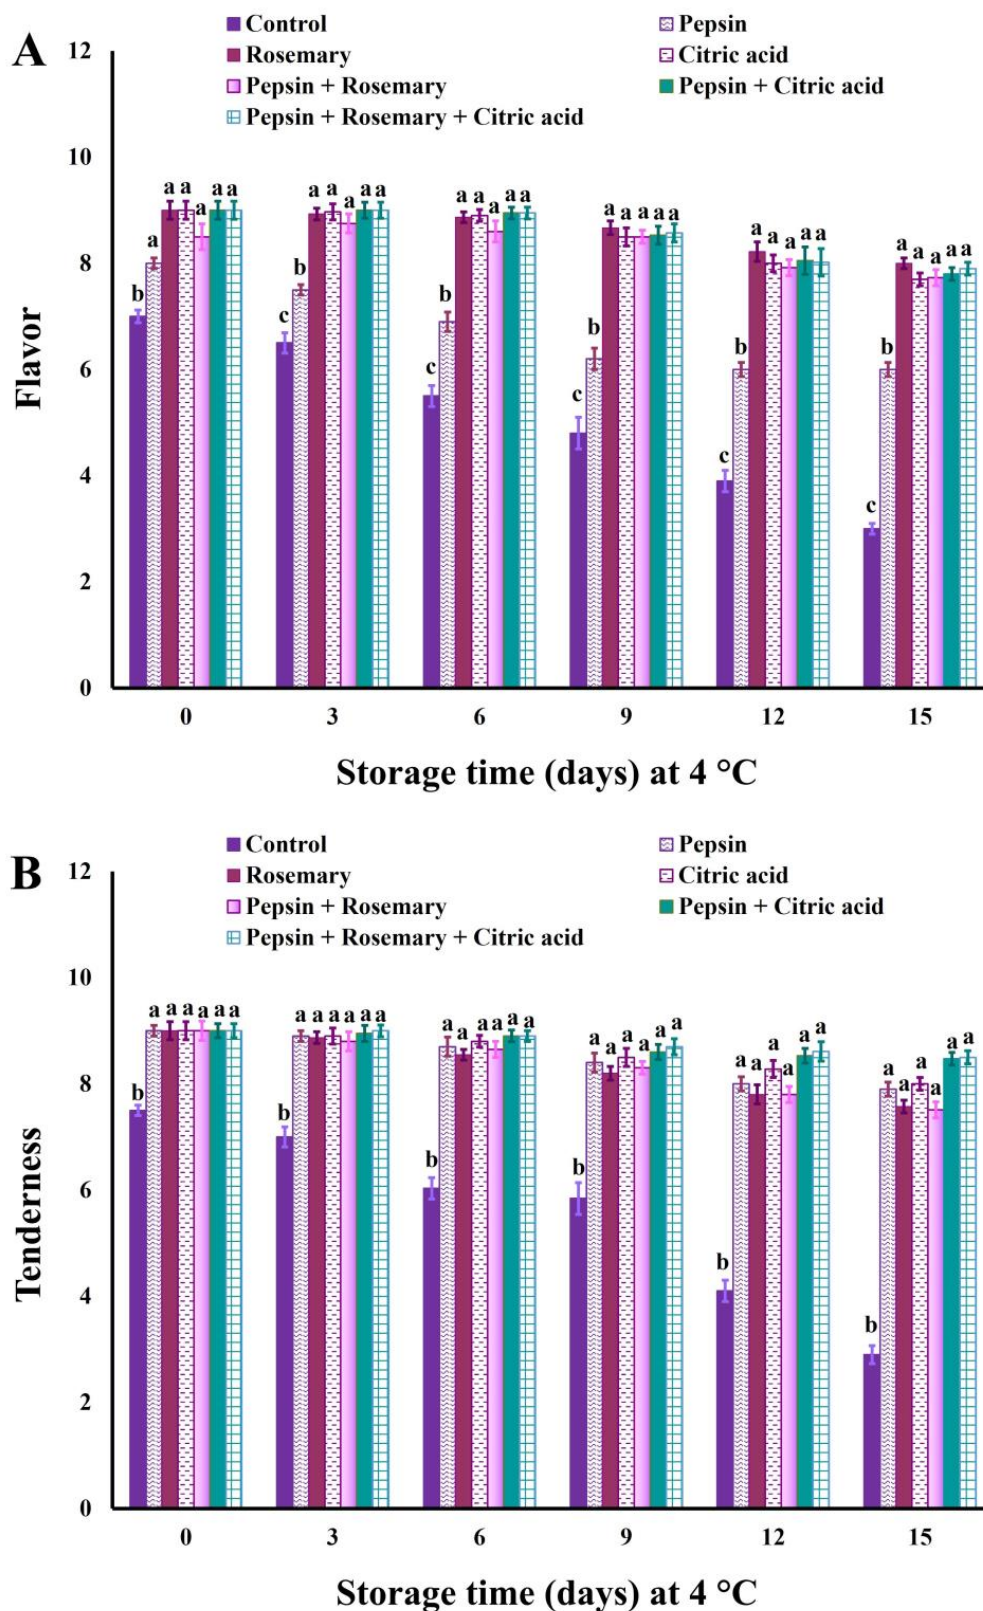 A
Control
Pepsin
Rosemary
Citric acid
Pepsin + Rosemary
Pepsin + Citric acid
Pepsin + Rosemary + Citric acid
12
10
8
6
4
2
0
Flavor
b a a a a a a
c b a a a a a
c b a a a a a
c b a a a a a
c b a a a a a
c b a a a a a
0 3 6 9 12 15
Storage time (days) at 4 °C
B
Control
Pepsin
Rosemary
Citric acid
Pepsin + Rosemary
Pepsin + Citric acid
Pepsin + Rosemary + Citric acid
12
10
8
6
4
2
0
Tenderness
b a a a a a a
b a a a a a a
b a a a a a a
b a a a a a a
b a a a a a a
b a a a a a a
0 3 6 9 12 15
Storage time (days) at 4 °C